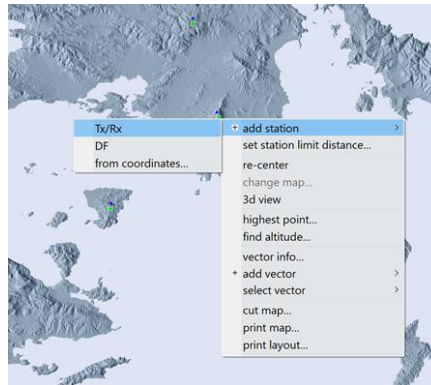 Tx/Rx
DF
from coordinates...
add station
set station limit distance...
re-center
change map...
3d view
highest point...
find altitude...
vector info...
add vector
select vector
cut map...
print map...
print layout...